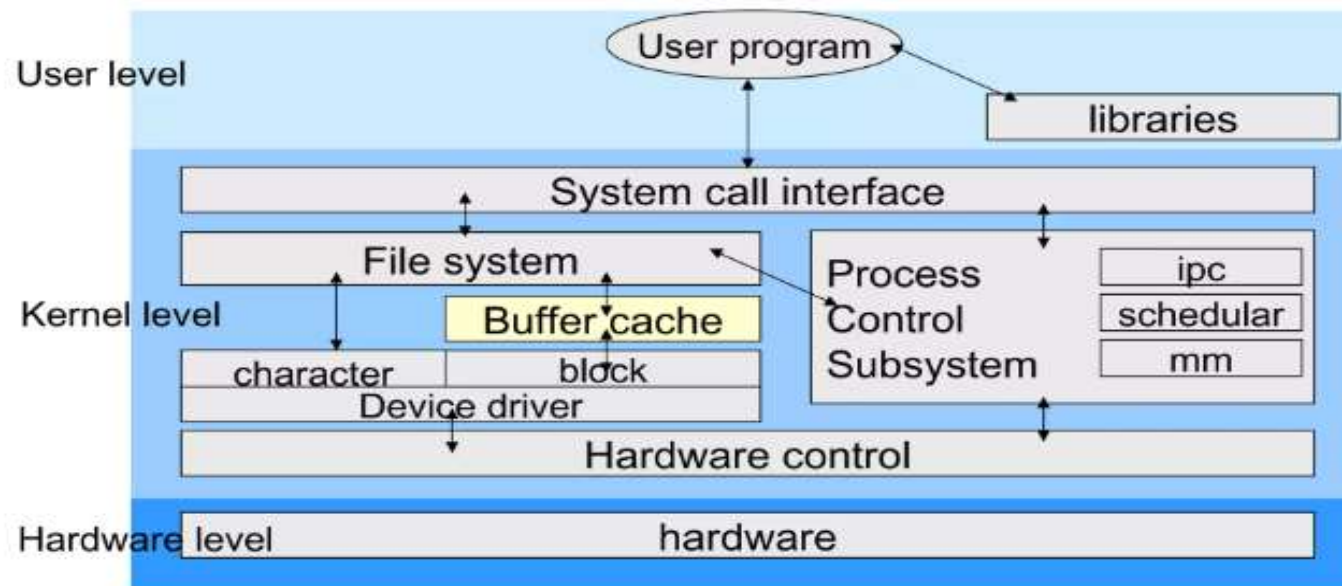 User program
User level
libraries
System call interface
File system
Process
Control
Subsystem
ipc
schedular
mm
Kernel level
Buffer cache
character
block
Device driver
Hardware control
Hardware level
hardware